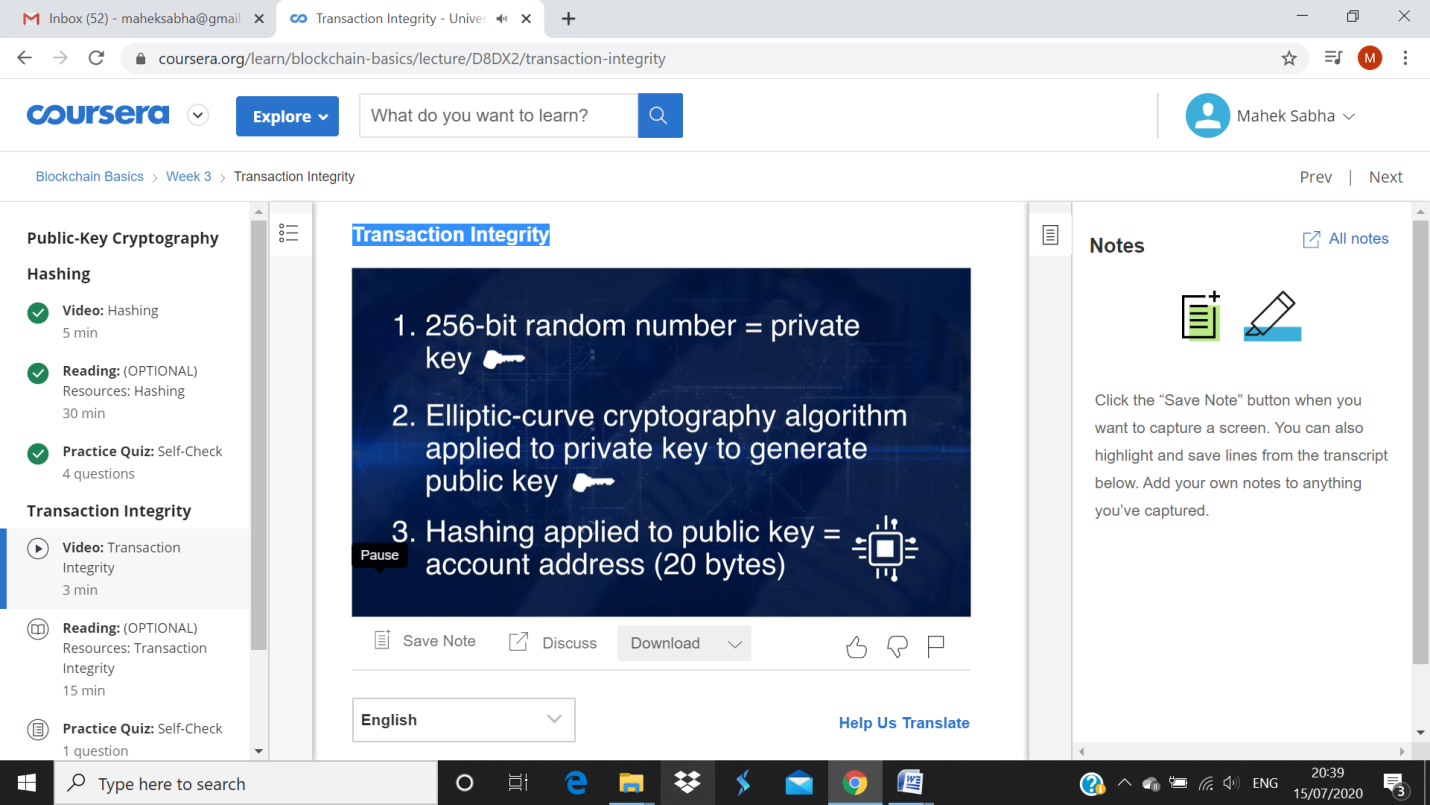 Inbox (52) - maheksabha@gmail.
Transaction Integrity - Univer
coursera.org/learn/blockchain-basics/lecture/D8DX2/transaction-integrity
M
coursera
Explore
What do you want to learn?
Mahek Sabha
Blockchain Basics > Week 3 > Transaction Integrity
Prev | Next
Public-Key Cryptography
Hashing
Video: Hashing
5 min
Reading: (OPTIONAL)
Resources: Hashing
30 min
Practice Quiz: Self-Check
4 questions
Transaction Integrity
Video: Transaction
Integrity
3 min
Reading: (OPTIONAL)
Resources: Transaction
Integrity
15 min
Practice Quiz: Self-Check
1 question
Transaction Integrity
1. 256-bit random number = private
key
2. Elliptic-curve cryptography algorithm
applied to private key to generate
public key
3. Hashing applied to public key =
account address (20 bytes)
Pause
Save Note
Discuss
Download
English
Help Us Translate
Notes
All notes
Click the “Save Note” button when you
want to capture a screen. You can also
highlight and save lines from the transcript
below. Add your own notes to anything
you’ve captured.
Type here to search
ENG
20:39
15/07/2020
3